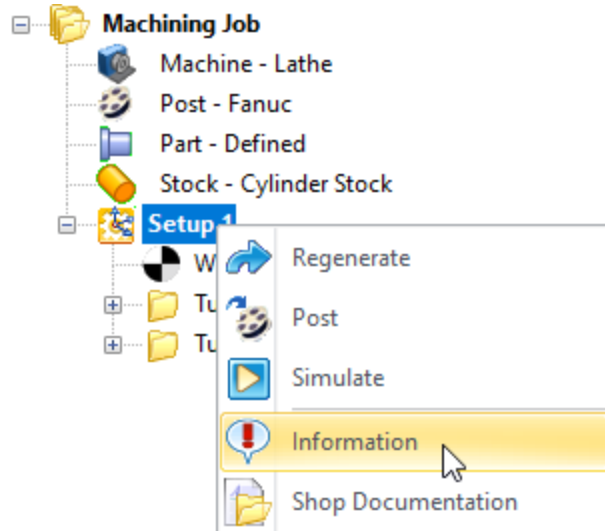 Machining Job
Machine - Lathe
Post - Fanuc
Part - Defined
Stock - Cylinder Stock
Setup 1
Regenerate
Post
Simulate
Information
Shop Documentation